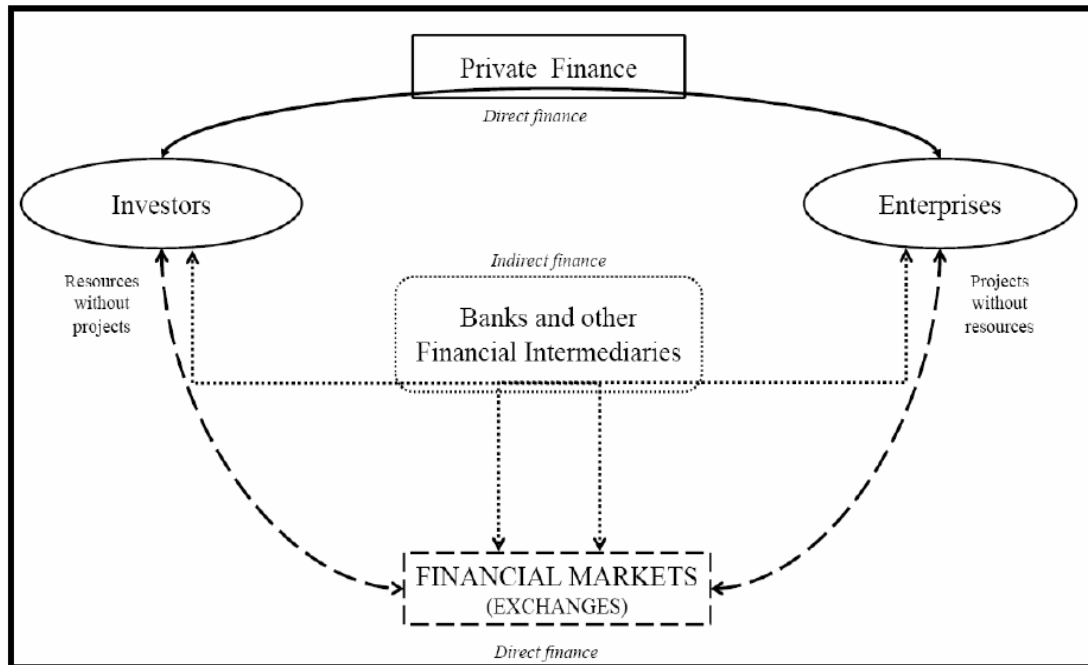 Private Finance
Direct finance
Investors
Enterprises
Indirect finance
Resources
without
projects
Banks and other
Financial Intermediaries
Projects
without
resources
FINANCIAL MARKETS
(EXCHANGES)
Direct finance